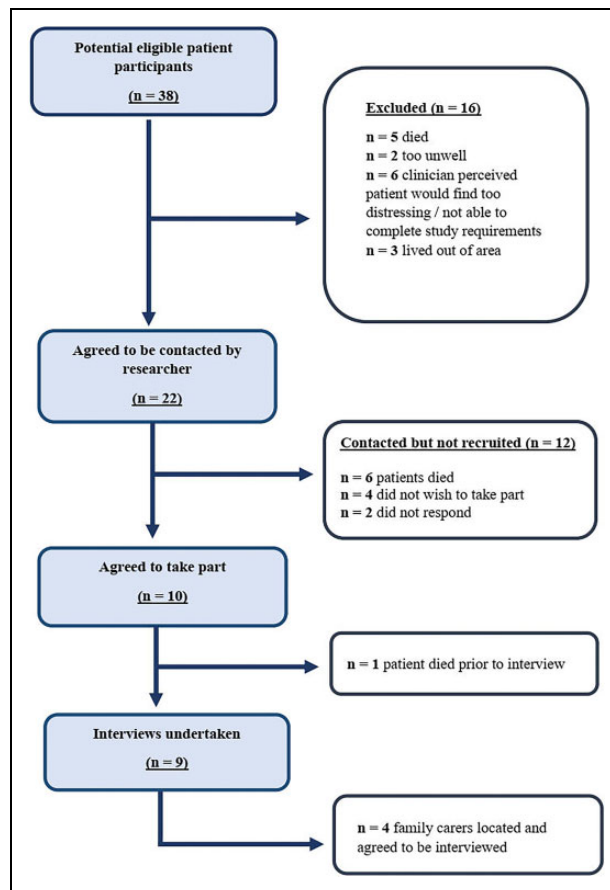 Potential eligible patient
participants
(n = 38)
Excluded (n = 16)
n = 5 died
n = 2 too unwell
n = 6 clinician perceived
patient would find too
distressing / not able to
complete study requirements
n = 3 lived out of area
Agreed to be contacted by
researcher
(n = 22)
Contacted but not recruited (n = 12)
n = 6 patients died
n = 4 did not wish to take part
n = 2 did not respond
Agreed to take part
(n = 10)
n = 1 patient died prior to interview
Interviews undertaken
(n = 9)
n = 4 family carers located and
agreed to be interviewed